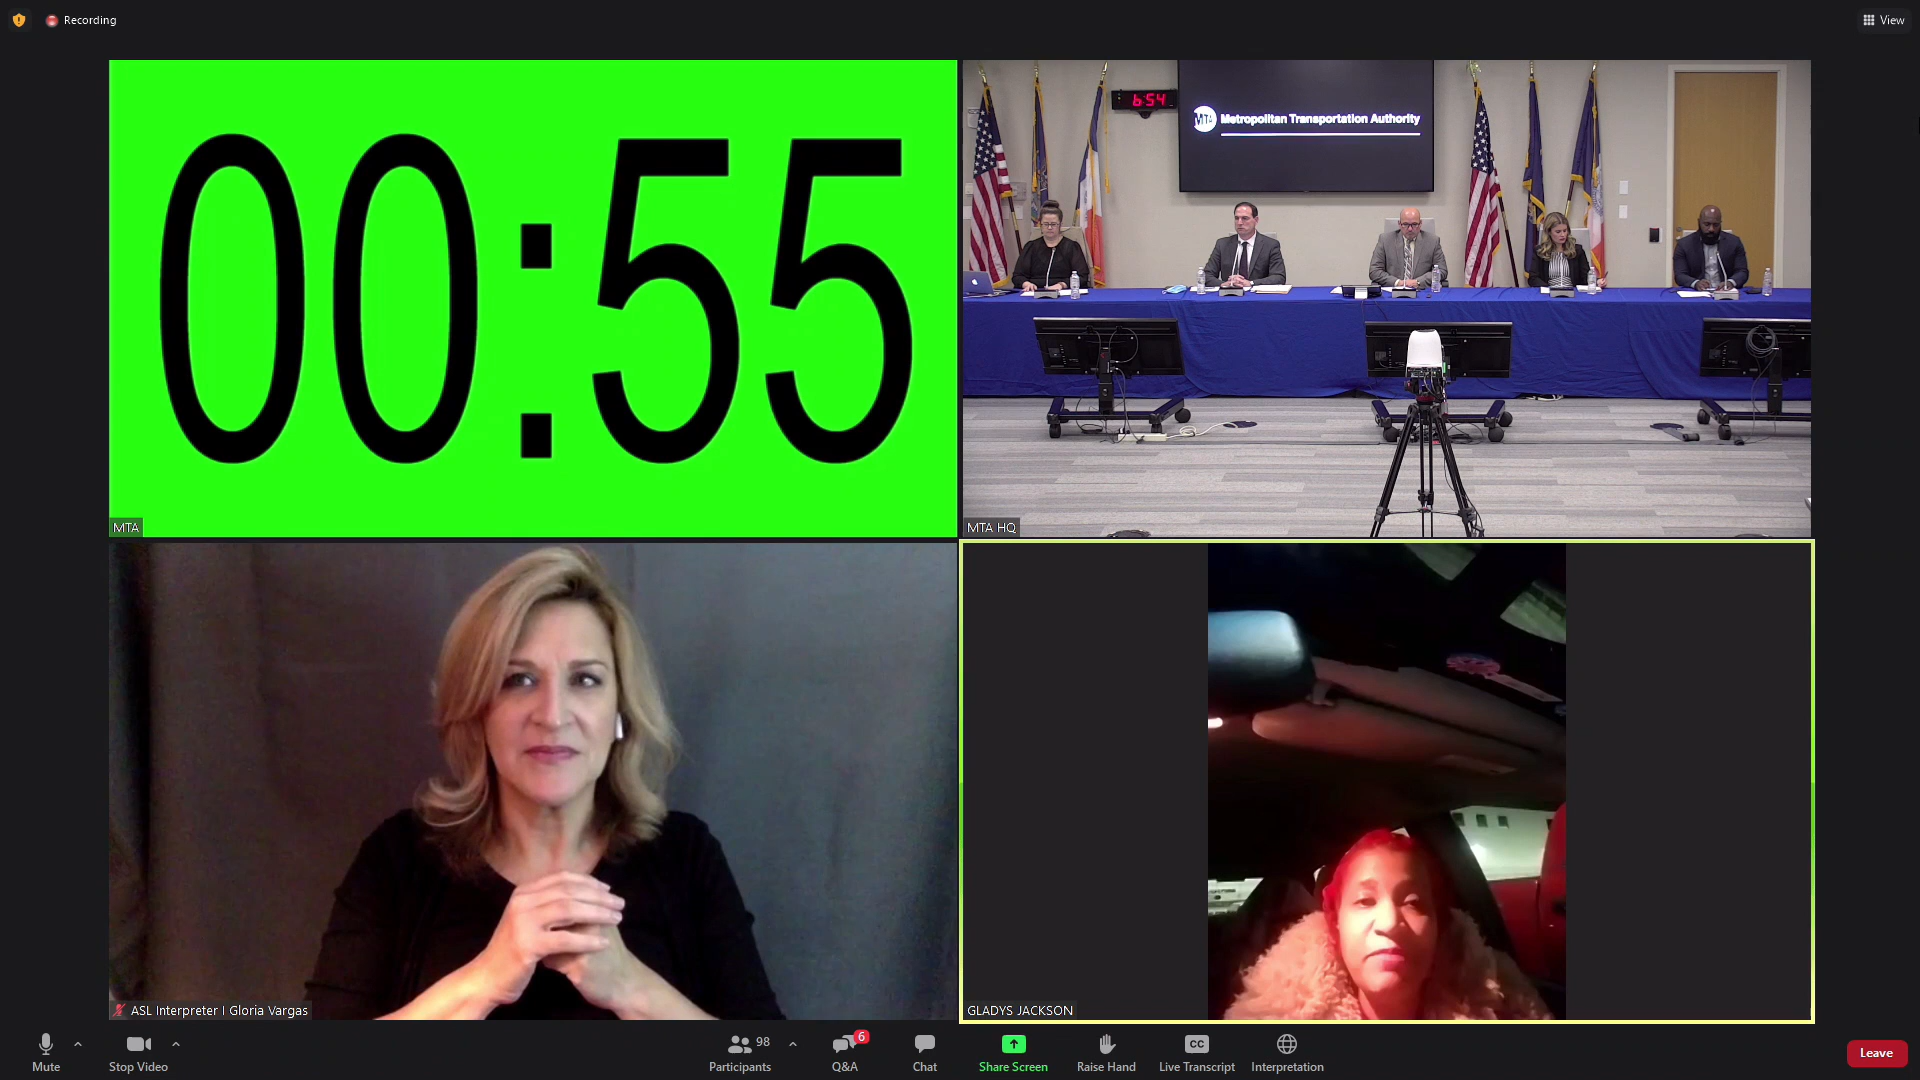 Recording
View
00:55
MTA
6:54
MTA Metropolitan Transportation Authority
MTA HQ
ASL Interpreter | Gloria Vargas
GLADYS JACKSON
Mute
Stop Video
98
Participants
6
Q&A
Chat
Share Screen
Raise Hand
CC
Live Transcript
Interpretation
Leave